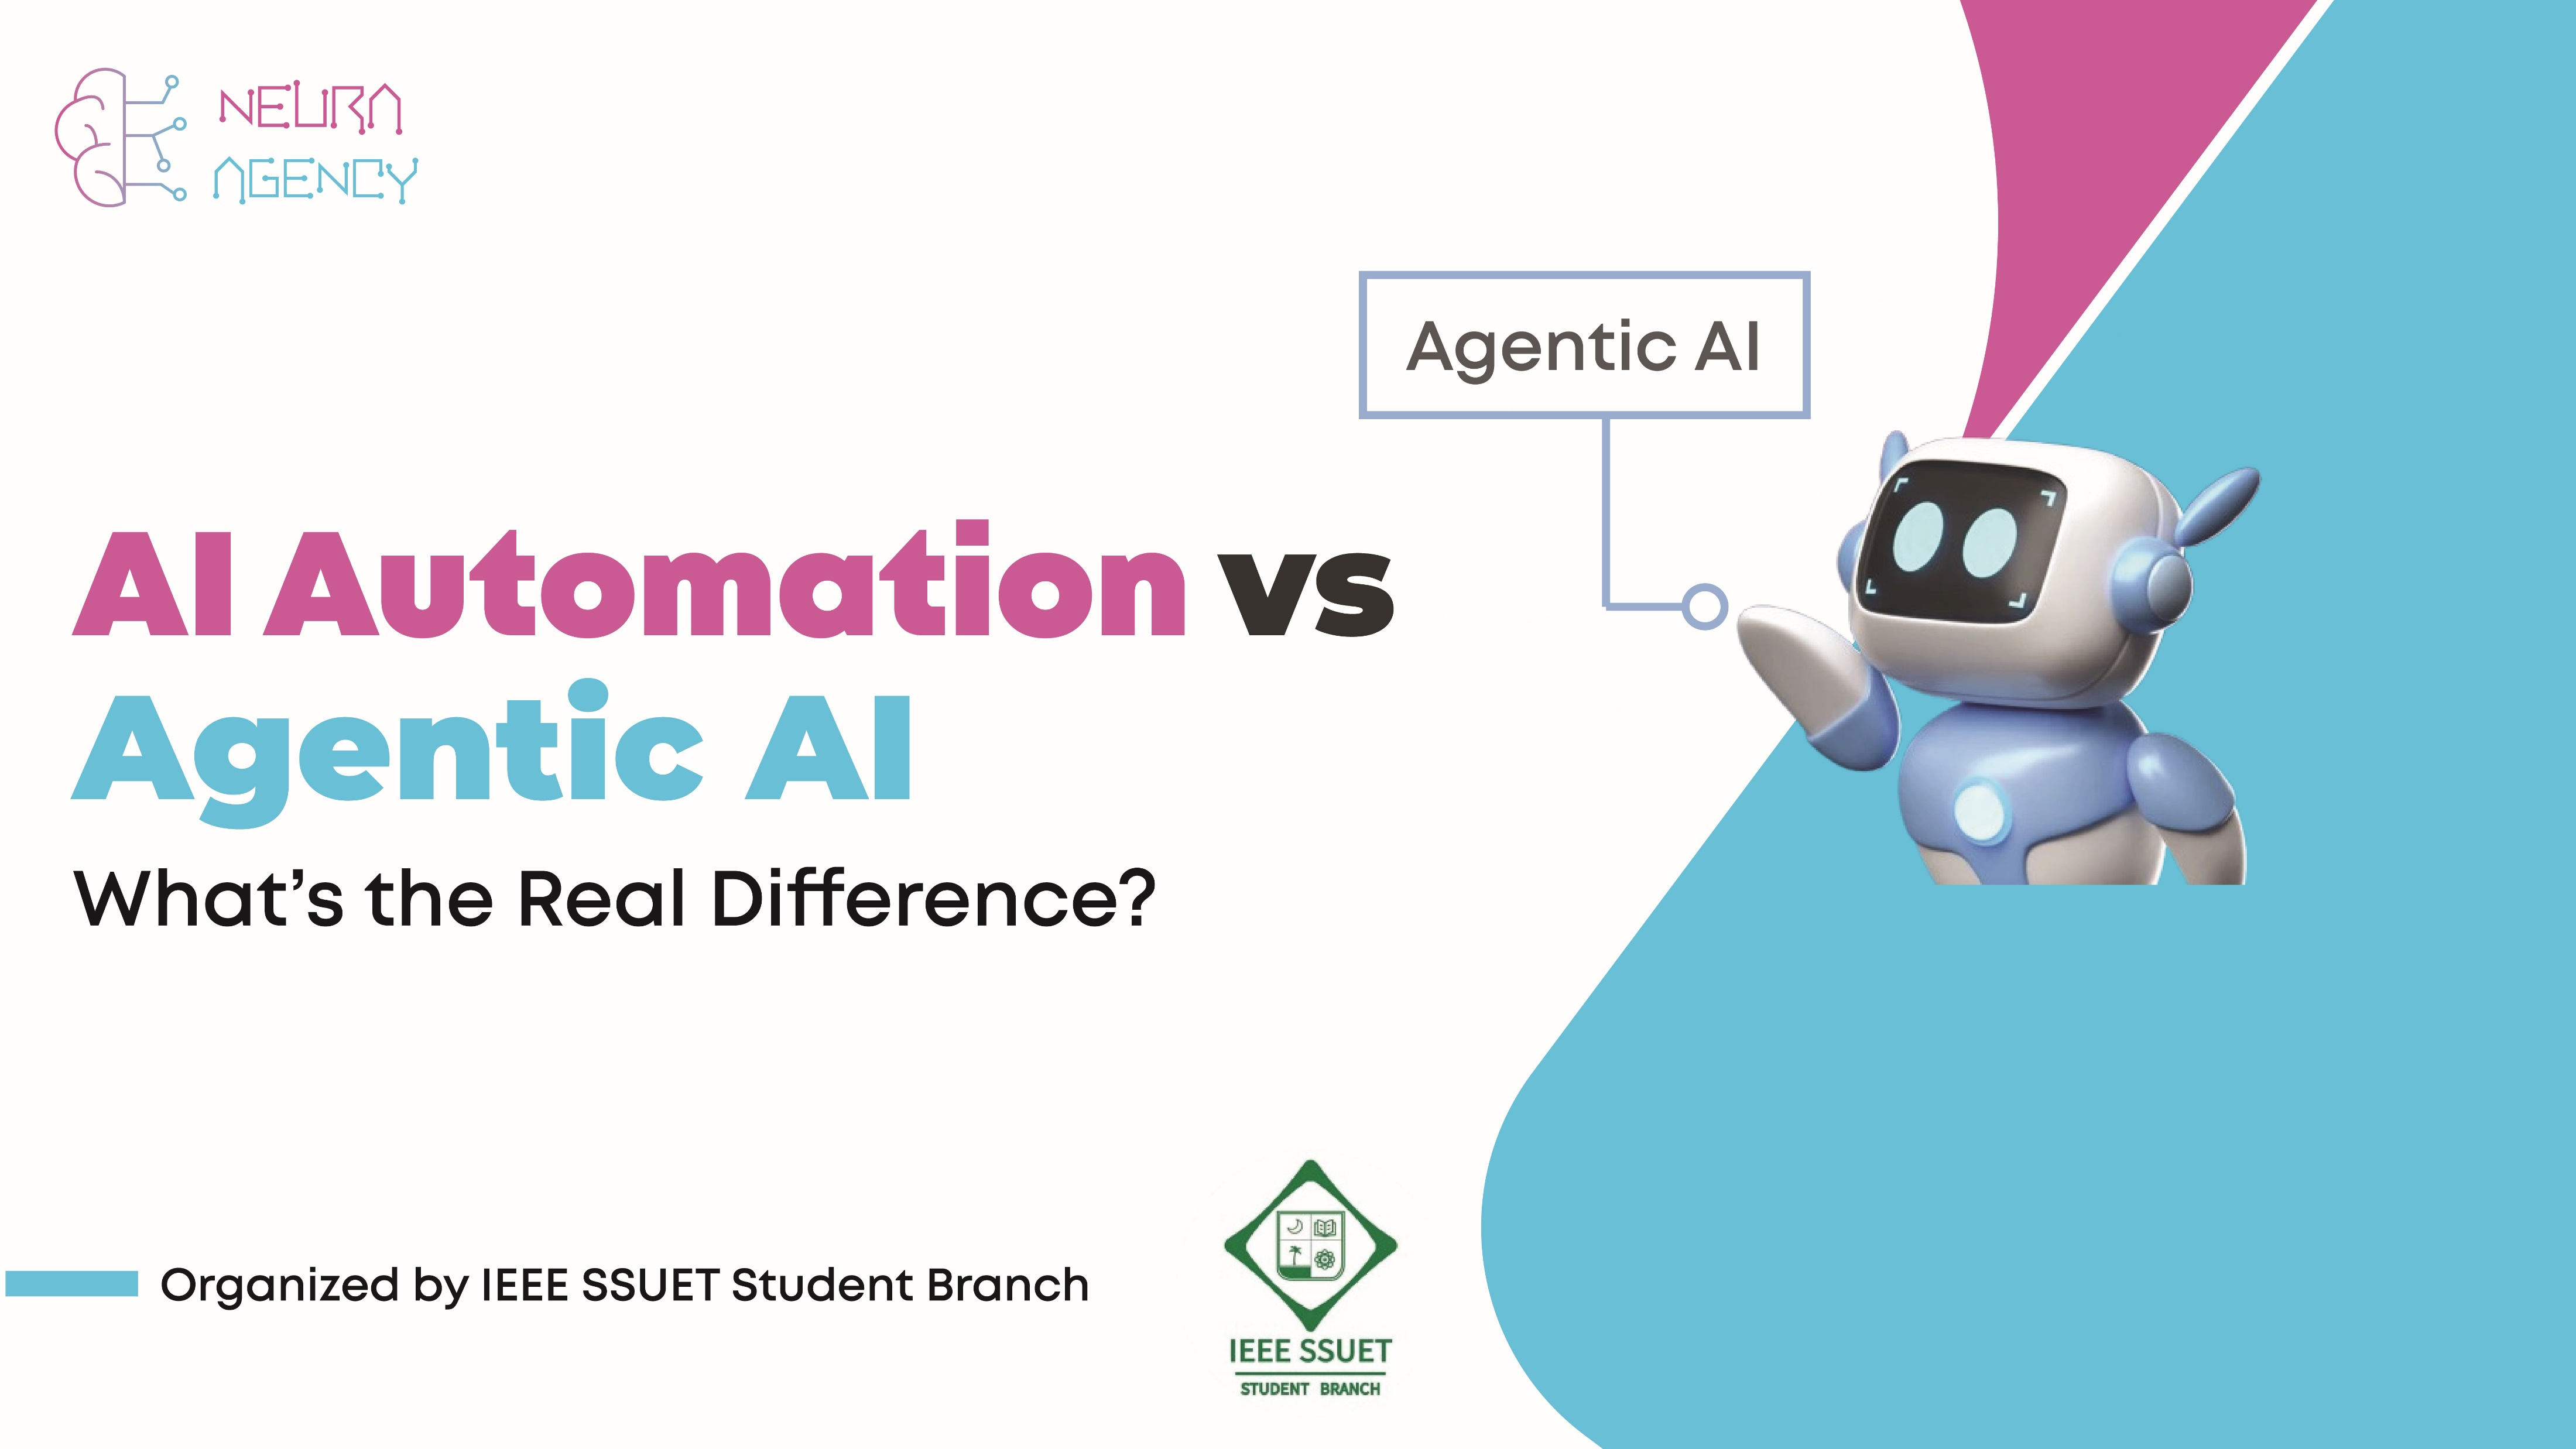 NEURA
AGENCY
Agentic AI
AI Automation vs
Agentic AI
What's the Real Difference?
Organized by IEEE SSUET Student Branch
IEEE SSUET
STUDENT BRANCH